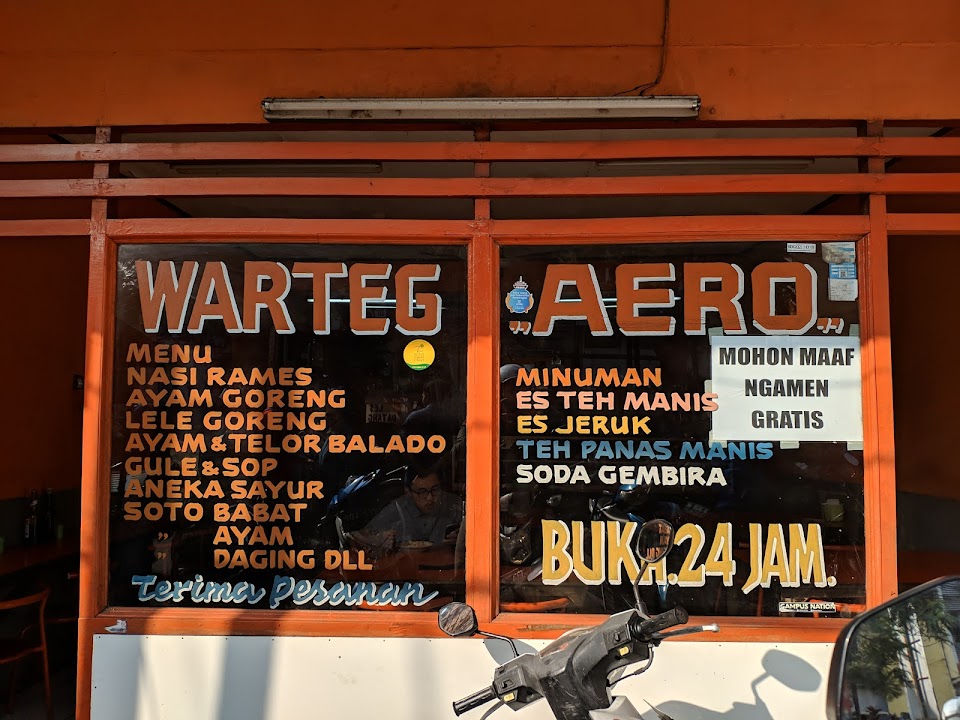 WARTEG
MENU
NASI RAMES
AYAM GORENG
LELE GORENG
AYAM & TELOR BALADO
GULE & SOP
ANEKA SAYUR
SOTO BABAT
" AYAM
" DAGING DLL
Terima Pesanan
„AERO„
MINUMAN
ES TEH MANIS
ES JERUK
TEH PANAS MANIS
SODA GEMBIRA
BUKA.24 JAM.
MOHON MAAF
NGAMEN
GRATIS
CAMPUS NATION